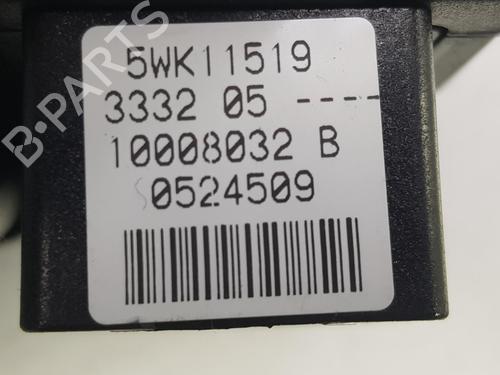 5WK11519
3332 05 ----
10008032 B
S0524509
B-PARTS